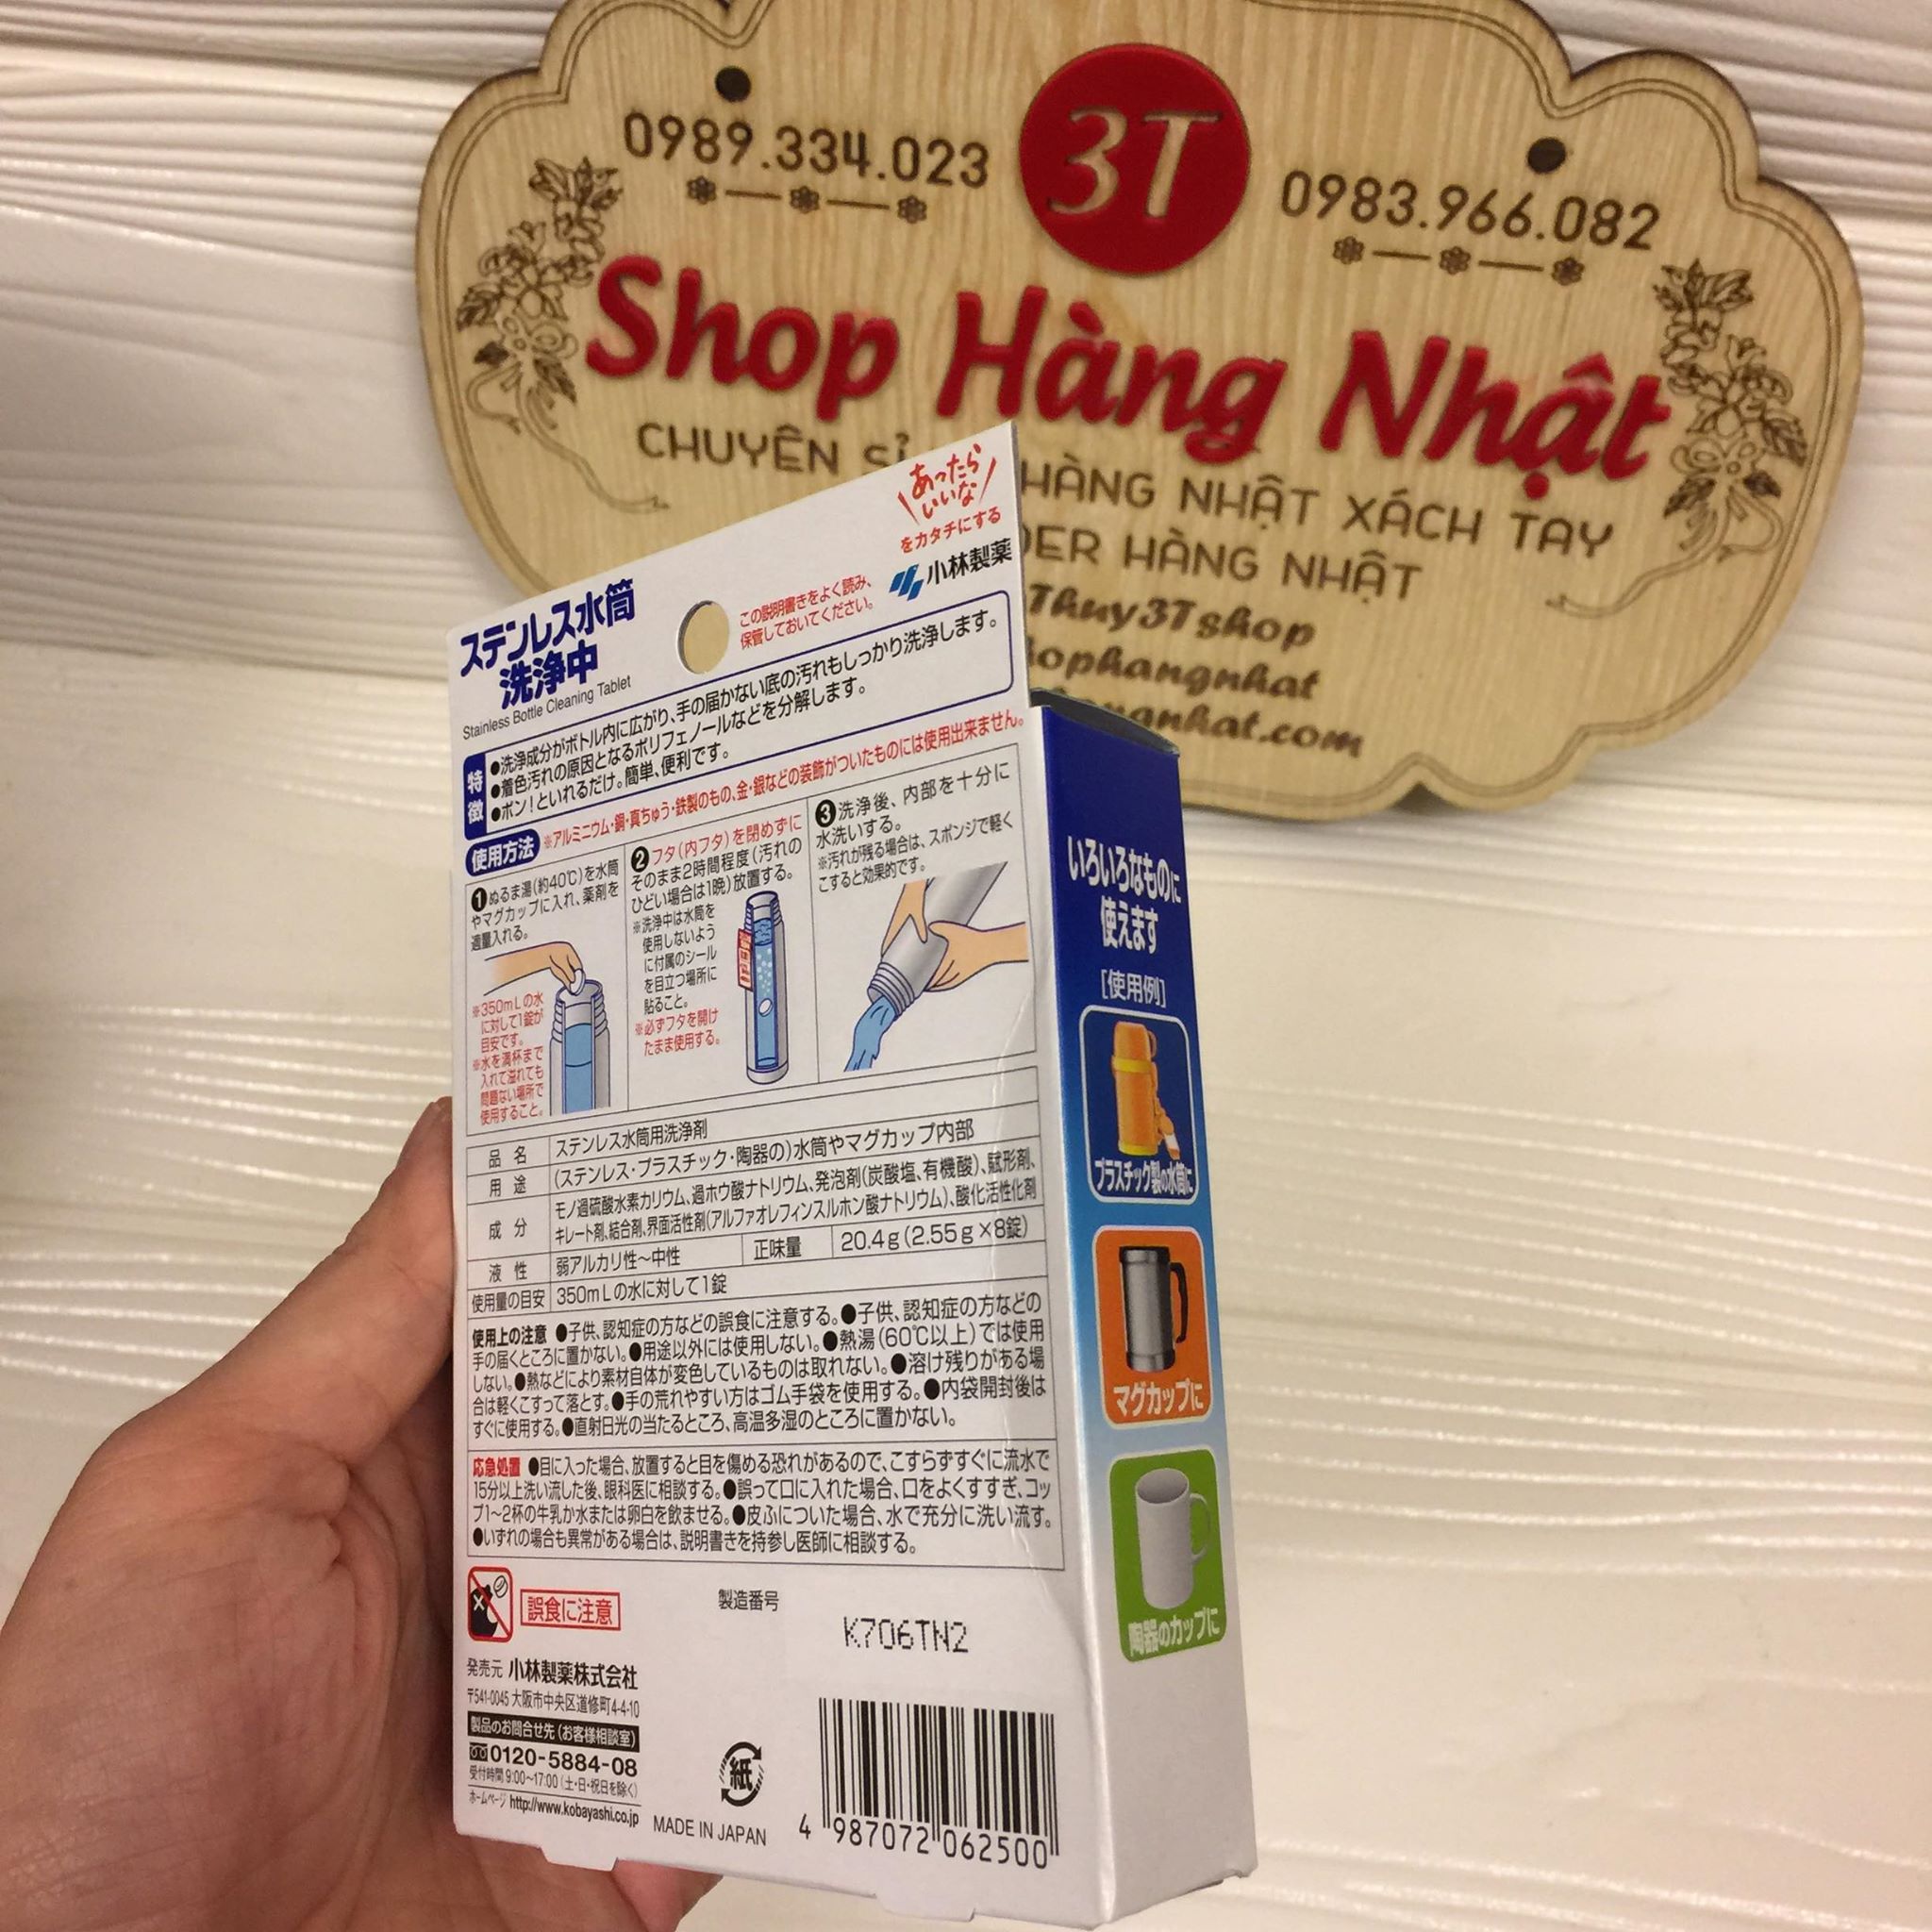 3T
0989.334.023
0983.966.082
Shop Hàng Nhật
CHUYÊN SỈ
HÀNG NHẬT XÁCH TAY
DER HÀNG NHẬT
Thuy3Tshop
ophangnhat
nhat.com
あったら
いいな
をカタチにする
小林製薬
ステンレス水筒
洗浄中
Stainless Bottle Cleaning Tablet
この説明書きをよく読み、
保管しておいてください。
特徴
●洗浄成分がボトル内に広がり、手の届かない底の汚れもしっかり洗浄します。
●着色汚れの原因となるポリフェノールなどを分解します。
●ポン!といれるだけ。簡単、便利です。
使用方法
※アルミニウム・銅・真ちゅう・鉄製のもの、金・銀などの装飾がついたものには使用出来ません。
❶ぬるま湯(約40℃)を水筒
やマグカップに入れ、薬剤を
適量入れる。
※350mLの水
に対して1錠が
目安です。
※水を満杯まで
入れて溢れても
問題ない場所で
使用すること。
❷フタ(内フタ)を閉めずに
そのまま2時間程度(汚れの
ひどい場合は1晩)放置する。
※洗浄中は水筒を
使用しないよう
に付属のシール
を目立つ場所に
貼ること。
※必ずフタを開け
たまま使用する。
❸洗浄後、内部を十分に
水洗いする。
※汚れが残る場合は、スポンジで軽く
こすると効果的です。
品名 ステンレス水筒用洗浄剤
用途 (ステンレス・プラスチック・陶器の)水筒やマグカップ内部
成分 モノ過硫酸水素カリウム、過ホウ酸ナトリウム、発泡剤(炭酸塩、有機酸)、賦形剤、
キレート剤、結合剤、界面活性剤(アルファオレフィンスルホン酸ナトリウム)、酸化活性化剤
液性 弱アルカリ性〜中性 正味量 20.4g(2.55g×8錠)
使用量の目安 350mLの水に対して1錠
使用上の注意 ●子供、認知症の方などの誤食に注意する。●子供、認知症の方などの
手の届くところに置かない。●用途以外には使用しない。●熱湯(60℃以上)では使用
しない。●熱などにより素材自体が変色しているものは取れない。●溶け残りがある場
合は軽くこすって落とす。●手の荒れやすい方はゴム手袋を使用する。●内袋開封後は
すぐに使用する。●直射日光の当たるところ、高温多湿のところに置かない。
応急処置 ●目に入った場合、放置すると目を傷める恐れがあるので、こすらずすぐに流水で
15分以上洗い流した後、眼科医に相談する。●誤って口に入れた場合、口をよくすすぎ、コッ
プ1〜2杯の牛乳か水または卵白を飲ませる。●皮ふについた場合、水で充分に洗い流す。
●いずれの場合も異常がある場合は、説明書きを持参し医師に相談する。
誤食に注意
製造番号
K706TN2
発売元 小林製薬株式会社
〒541-0045 大阪市中央区道修町4-4-10
製品のお問合せ先(お客様相談室)
0120-5884-08
受付時間 9:00〜17:00(土・日・祝日を除く)
ホームページ http://www.kobayashi.co.jp
紙
MADE IN JAPAN
4 987072 062500
いろいろなものに
使えます
[使用例]
プラスチック製の水筒に
マグカップに
陶器のカップに